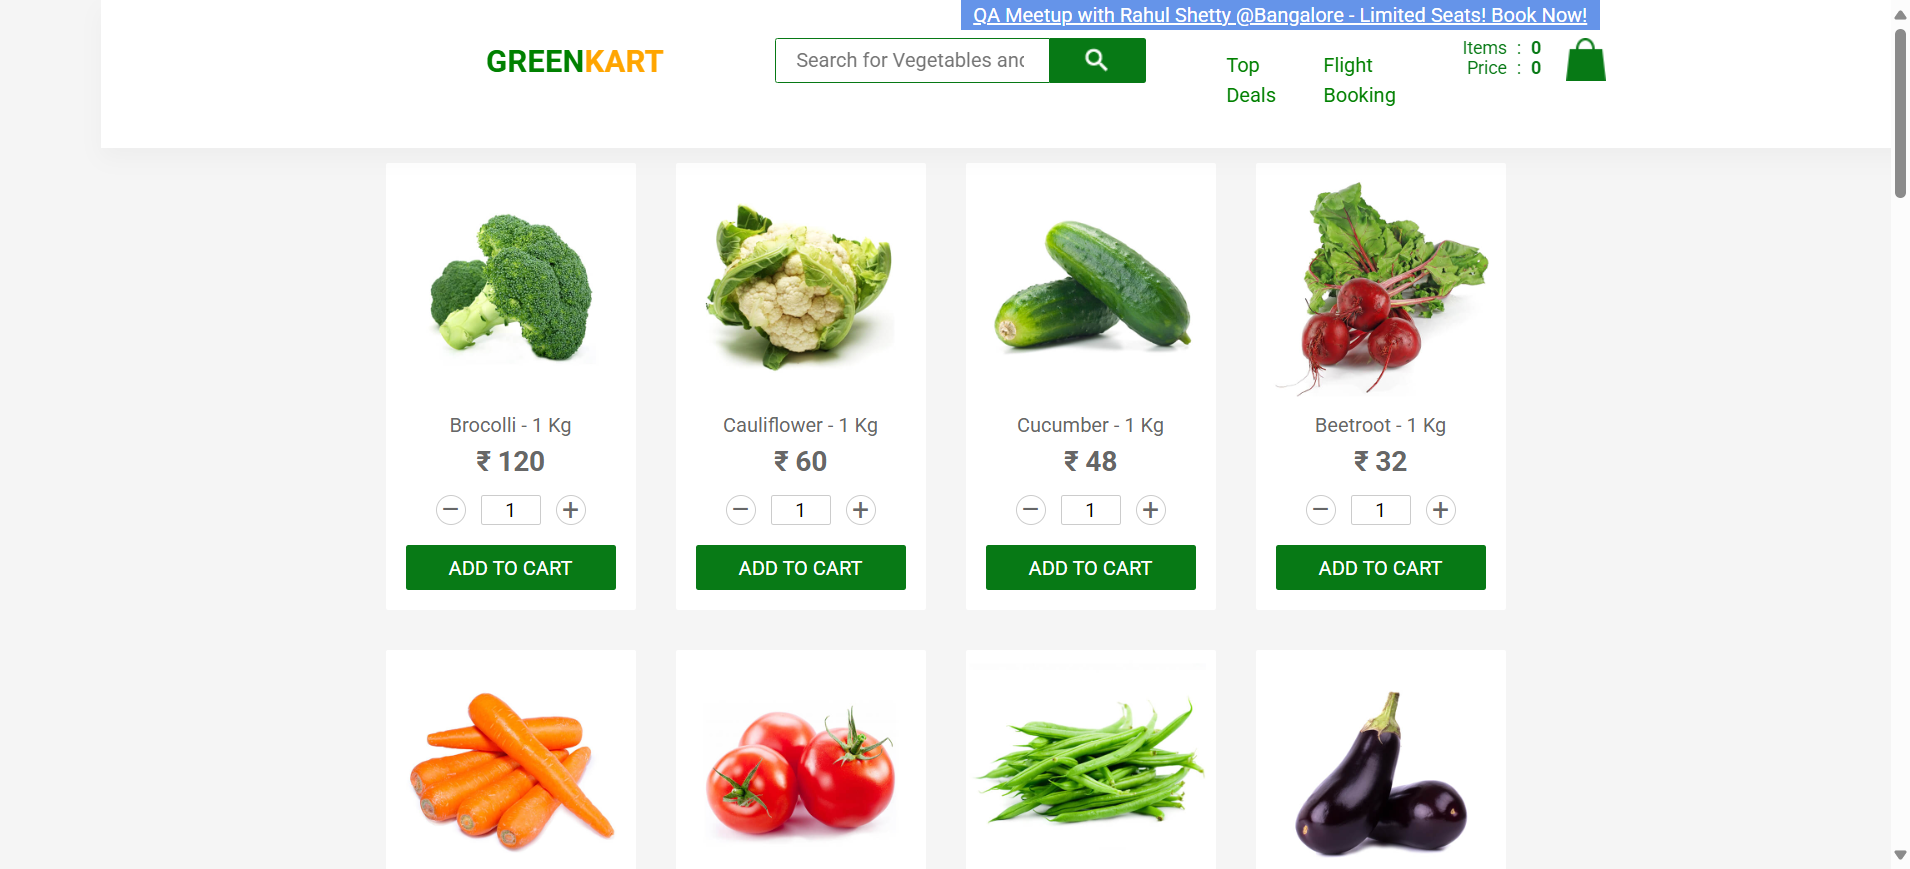 QA Meetup with Rahul Shetty @Bangalore - Limited Seats! Book Now!
GREENKART
Search for Vegetables and
Top Deals
Flight Booking
Items : 0
Price : 0
Brocolli - 1 Kg
₹ 120
− 1 +
ADD TO CART
Cauliflower - 1 Kg
₹ 60
− 1 +
ADD TO CART
Cucumber - 1 Kg
₹ 48
− 1 +
ADD TO CART
Beetroot - 1 Kg
₹ 32
− 1 +
ADD TO CART